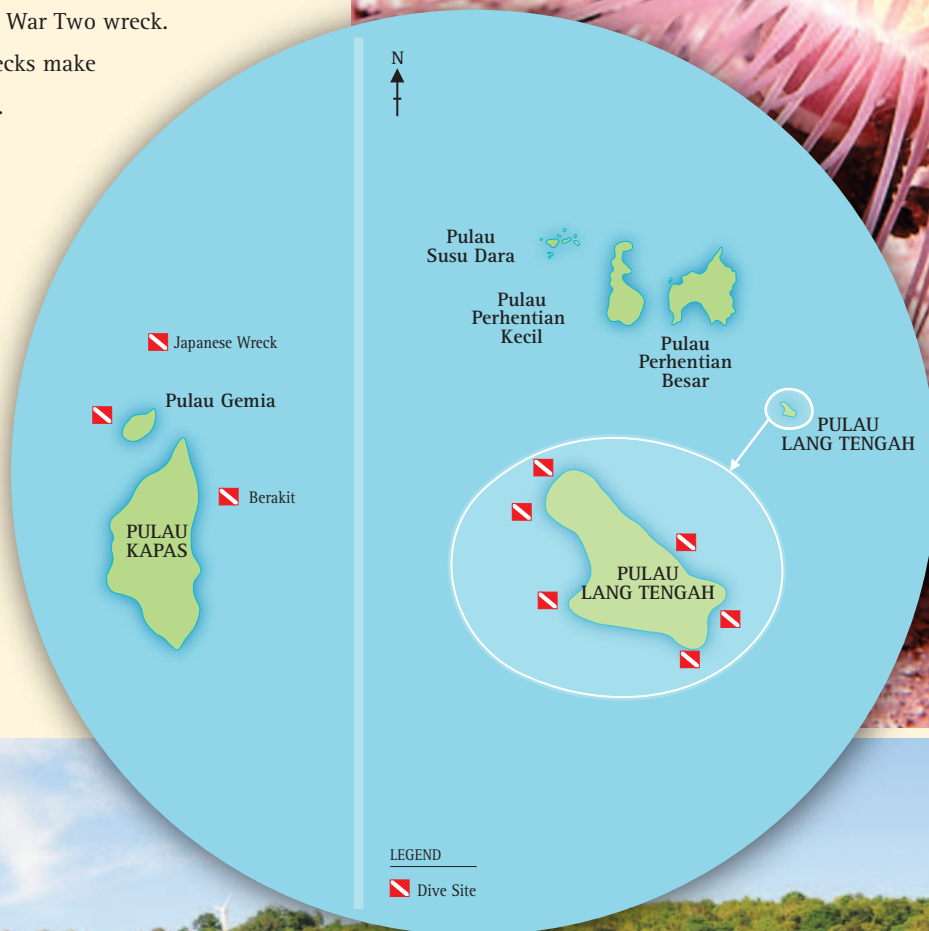 War Two wreck.
ecks make
N
Pulau
Susu Dara
Pulau
Perhentian
Kecil
Pulau
Perhentian
Besar
Japanese Wreck
Pulau Gemia
PULAU
LANG TENGAH
Berakit
PULAU
KAPAS
PULAU
LANG TENGAH
LEGEND
Dive Site